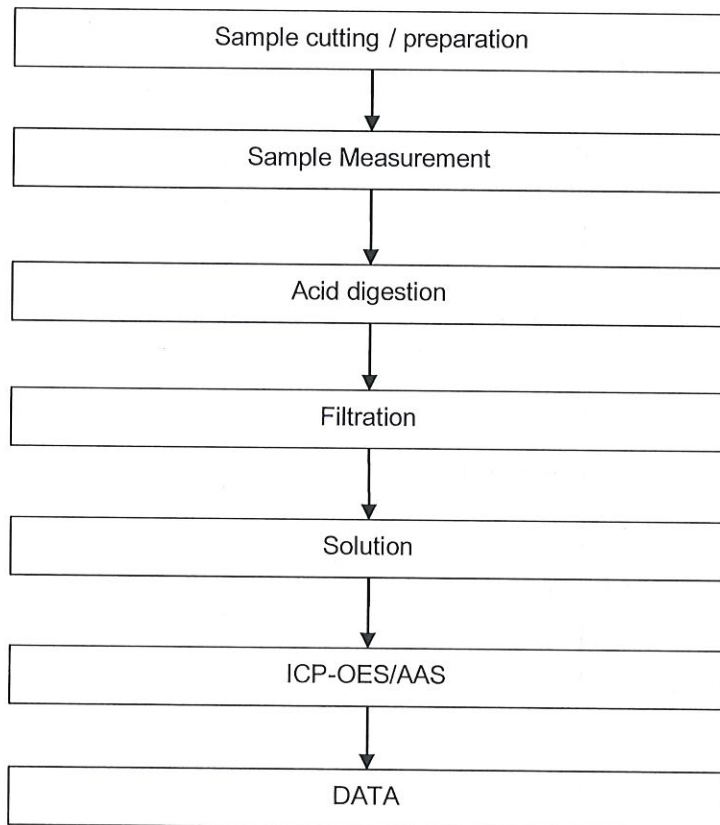 Sample cutting / preparation
Sample Measurement
Acid digestion
Filtration
Solution
ICP-OES/AAS
DATA